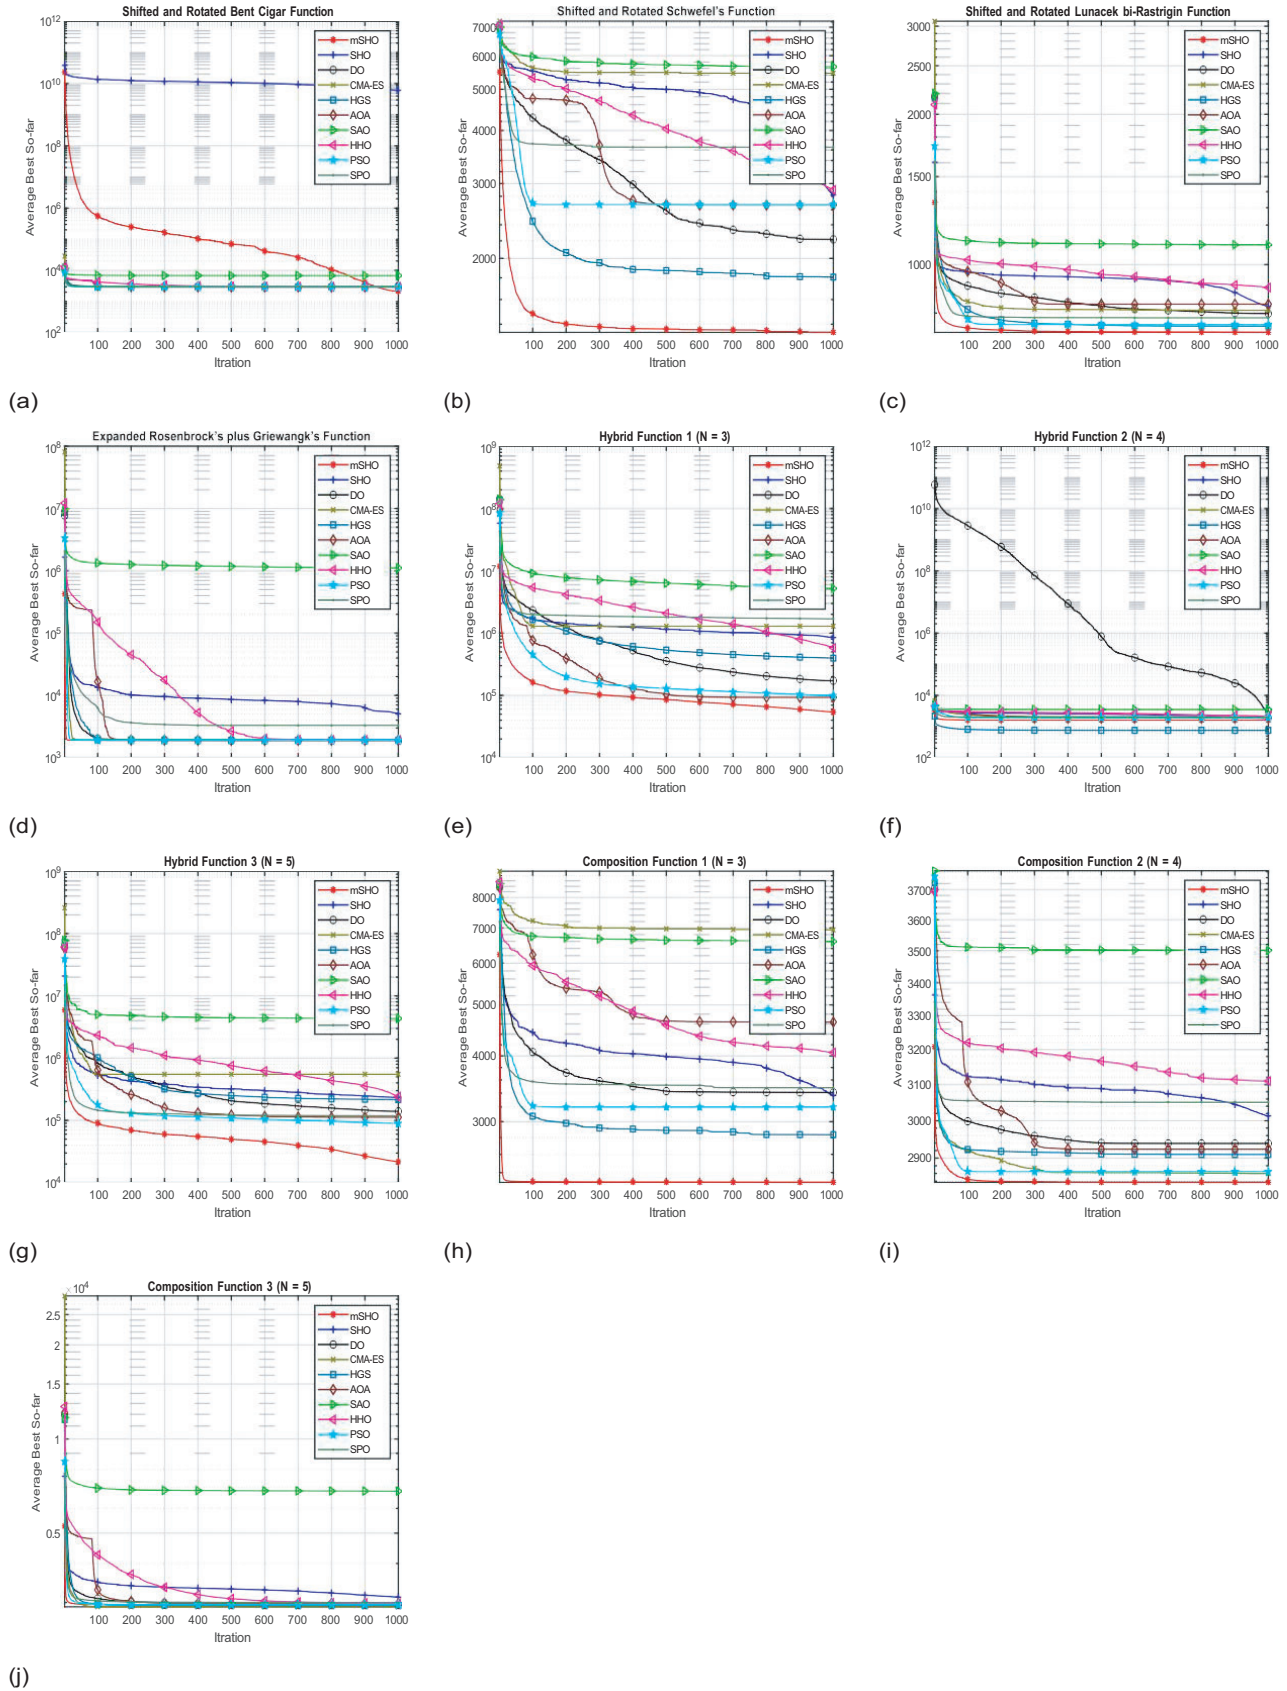 Shifted and Rotated Bent Cigar Function
Average Best So-far
10^12
10^10
10^8
10^6
10^4
10^2
100 200 300 400 500 600 700 800 900 1000
Itration
mSHO
SHO
DO
CMA-ES
HGS
AOA
SAO
HHO
PSO
SPO
(a)
Shifted and Rotated Schwefel's Function
Average Best So-far
7000
6000
5000
4000
3000
2000
100 200 300 400 500 600 700 800 900 1000
Itration
mSHO
SHO
DO
CMA-ES
HGS
AOA
SAO
HHO
PSO
SPO
(b)
Shifted and Rotated Lunacek bi-Rastrigin Function
Average Best So-far
3000
2000
1500
1000
100 200 300 400 500 600 700 800 900 1000
Itration
mSHO
SHO
DO
CMA-ES
HGS
AOA
SAO
HHO
PSO
SPO
(c)
Expanded Rosenbrock's plus Griewangk's Function
Average Best So-far
10^8
10^7
10^6
10^5
10^4
10^3
100 200 300 400 500 600 700 800 900 1000
Itration
mSHO
SHO
DO
CMA-ES
HGS
AOA
SAO
HHO
PSO
SPO
(d)
Hybrid Function 1 (N = 3)
Average Best So-far
10^9
10^8
10^7
10^6
10^5
10^4
100 200 300 400 500 600 700 800 900 1000
Itration
mSHO
SHO
DO
CMA-ES
HGS
AOA
SAO
HHO
PSO
SPO
(e)
Hybrid Function 2 (N = 4)
Average Best So-far
10^12
10^10
10^8
10^6
10^4
10^2
100 200 300 400 500 600 700 800 900 1000
Itration
mSHO
SHO
DO
CMA-ES
HGS
AOA
SAO
HHO
PSO
SPO
(f)
Hybrid Function 3 (N = 5)
Average Best So-far
10^9
10^8
10^7
10^6
10^5
10^4
100 200 300 400 500 600 700 800 900 1000
Itration
mSHO
SHO
DO
CMA-ES
HGS
AOA
SAO
HHO
PSO
SPO
(g)
Composition Function 1 (N = 3)
Average Best So-far
8000
7000
6000
5000
4000
3000
100 200 300 400 500 600 700 800 900 1000
Itration
mSHO
SHO
DO
CMA-ES
HGS
AOA
SAO
HHO
PSO
SPO
(h)
Composition Function 2 (N = 4)
Average Best So-far
3700
3600
3500
3400
3300
3200
3100
3000
2900
100 200 300 400 500 600 700 800 900 1000
Itration
mSHO
SHO
DO
CMA-ES
HGS
AOA
SAO
HHO
PSO
SPO
(i)
Composition Function 3 (N = 5)
× 10^4
Average Best So-far
2.5
2
1.5
1
0.5
100 200 300 400 500 600 700 800 900 1000
Itration
mSHO
SHO
DO
CMA-ES
HGS
AOA
SAO
HHO
PSO
SPO
(j)